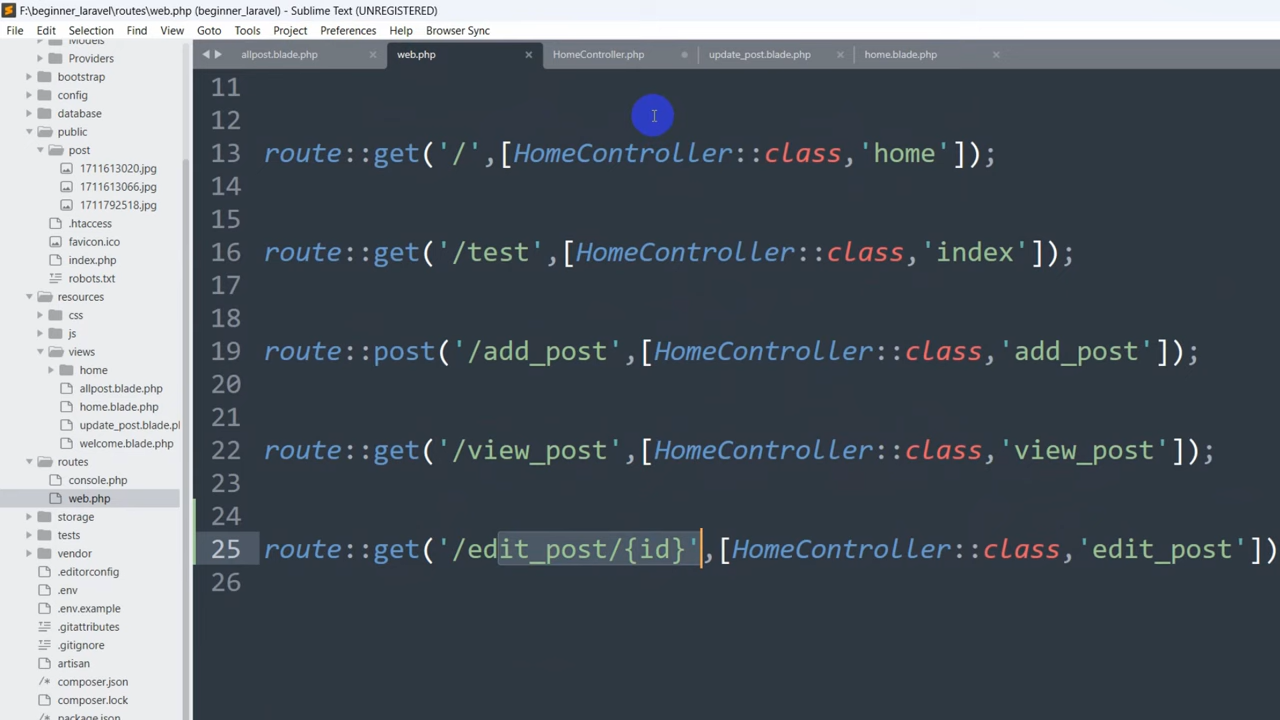 F:\beginner_laravel\routes\web.php (beginner_laravel) - Sublime Text (UNREGISTERED)
File Edit Selection Find View Goto Tools Project Preferences Help Browser Sync
Models
Providers
bootstrap
config
database
public
post
1711613020.jpg
1711613066.jpg
1711792518.jpg
.htaccess
favicon.ico
index.php
robots.txt
resources
css
js
views
home
allpost.blade.php
home.blade.php
update_post.blade.pl
welcome.blade.php
routes
console.php
web.php
storage
tests
vendor
.editorconfig
.env
.env.example
.gitattributes
.gitignore
artisan
composer.json
composer.lock
package.json
allpost.blade.php web.php HomeController.php update_post.blade.php home.blade.php
11
12
13 route::get('/',[HomeController::class,'home']);
14
15
16 route::get('/test',[HomeController::class,'index']);
17
18
19 route::post('/add_post',[HomeController::class,'add_post']);
20
21
22 route::get('/view_post',[HomeController::class,'view_post']);
23
24
25 route::get('/edit_post/{id}',[HomeController::class,'edit_post'])
26